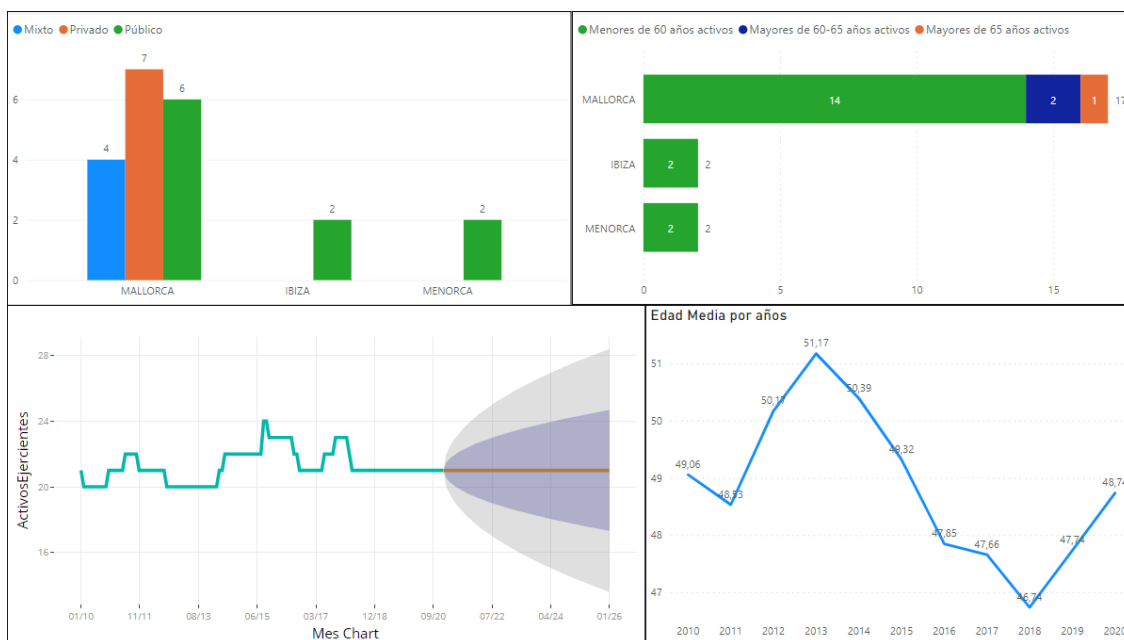 Mixto Privado Público
7
6
6
4
4
2
2
2
0
MALLORCA IBIZA MENORCA
Menores de 60 años activos Mayores de 60-65 años activos Mayores de 65 años activos
MALLORCA 14 2 1 17
IBIZA 2 2
MENORCA 2 2
0 5 10 15
ActivosEjercientes
28
24
20
16
01/10 11/11 08/13 06/15 03/17 12/18 09/20 07/22 04/24 01/26
Mes Chart
Edad Media por años
51,17
51
50,39
50,17
50
49,32
49,06
49
48,53
48,74
48
47,85
47,66
47,74
47
46,74
2010 2011 2012 2013 2014 2015 2016 2017 2018 2019 2020